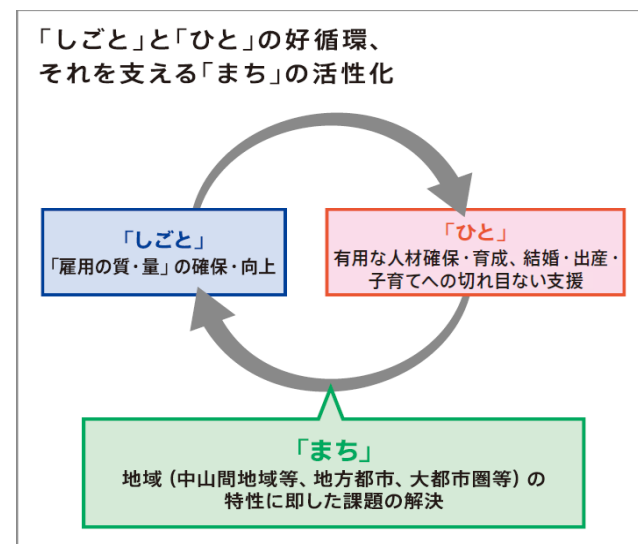 「しごと」と「ひと」の好循環、
それを支える「まち」の活性化
「しごと」
「雇用の質・量」の確保・向上
「ひと」
有用な人材確保・育成、結婚・出産・
子育てへの切れ目ない支援
「まち」
地域（中山間地域等、地方都市、大都市圏等）の
特性に即した課題の解決